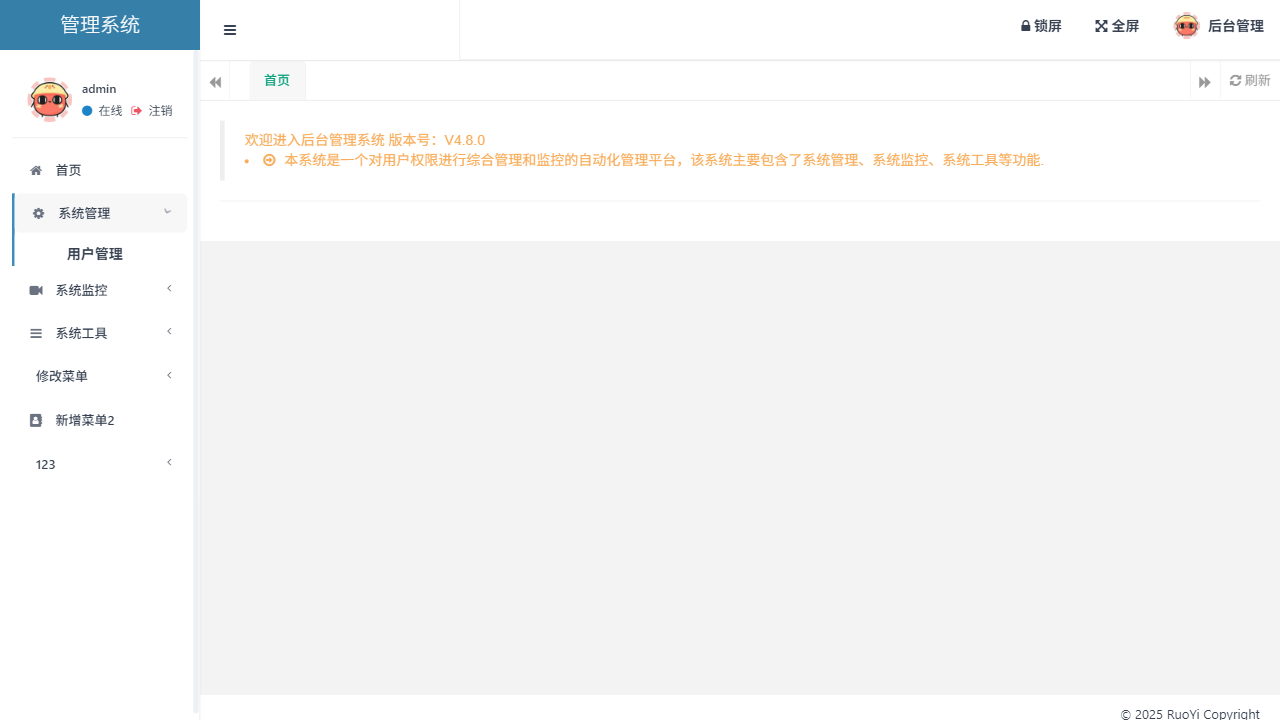 管理系统
锁屏
全屏
后台管理
admin
在线
注销
首页
刷新
欢迎进入后台管理系统 版本号：V4.8.0
本系统是一个对用户权限进行综合管理和监控的自动化管理平台，该系统主要包含了系统管理、系统监控、系统工具等功能.
首页
系统管理
用户管理
系统监控
系统工具
修改菜单
新增菜单2
123
© 2025 RuoYi Copyright